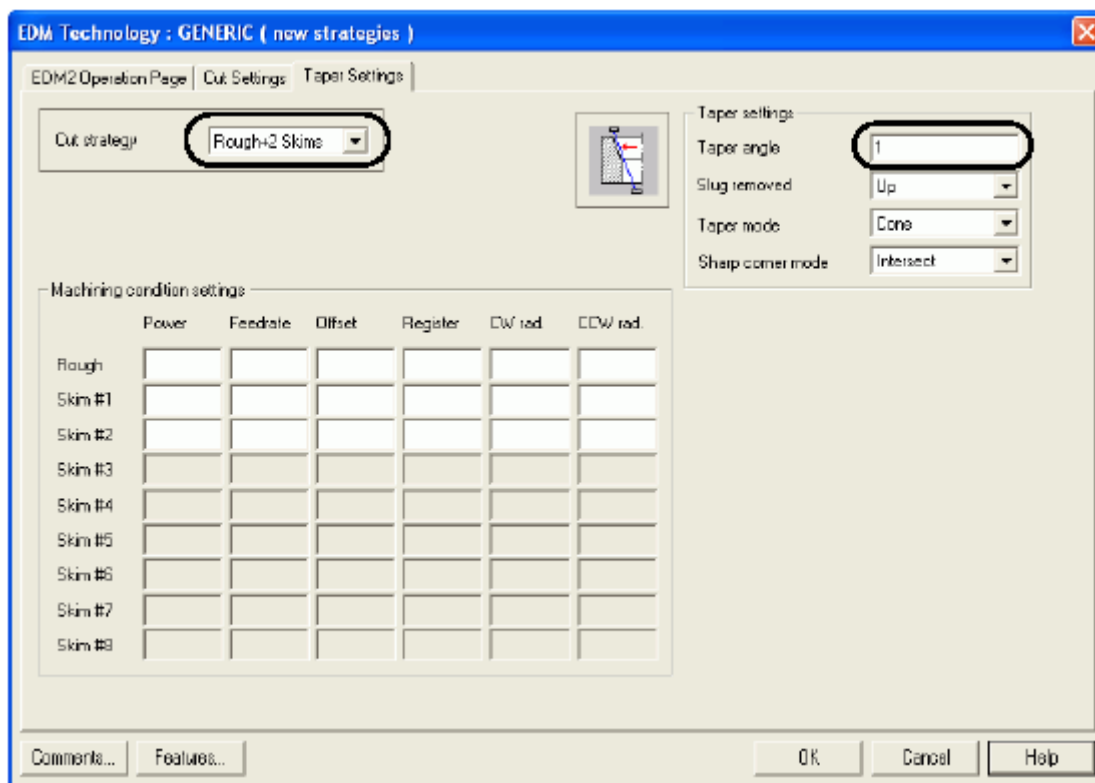 EDM Technology : GENERIC ( new strategies )
EDM2 Operation Page Cut Settings Taper Settings
Cut strategy Rough+2 Skims
Taper settings
Taper angle 1
Slug removed Up
Taper mode Cone
Sharp corner mode Intersect
Machining condition settings
Power Feedrate Offset Register CW rad. CCW rad.
Rough
Skim #1
Skim #2
Skim #3
Skim #4
Skim #5
Skim #6
Skim #7
Skim #8
Comments... Features... OK Cancel Help